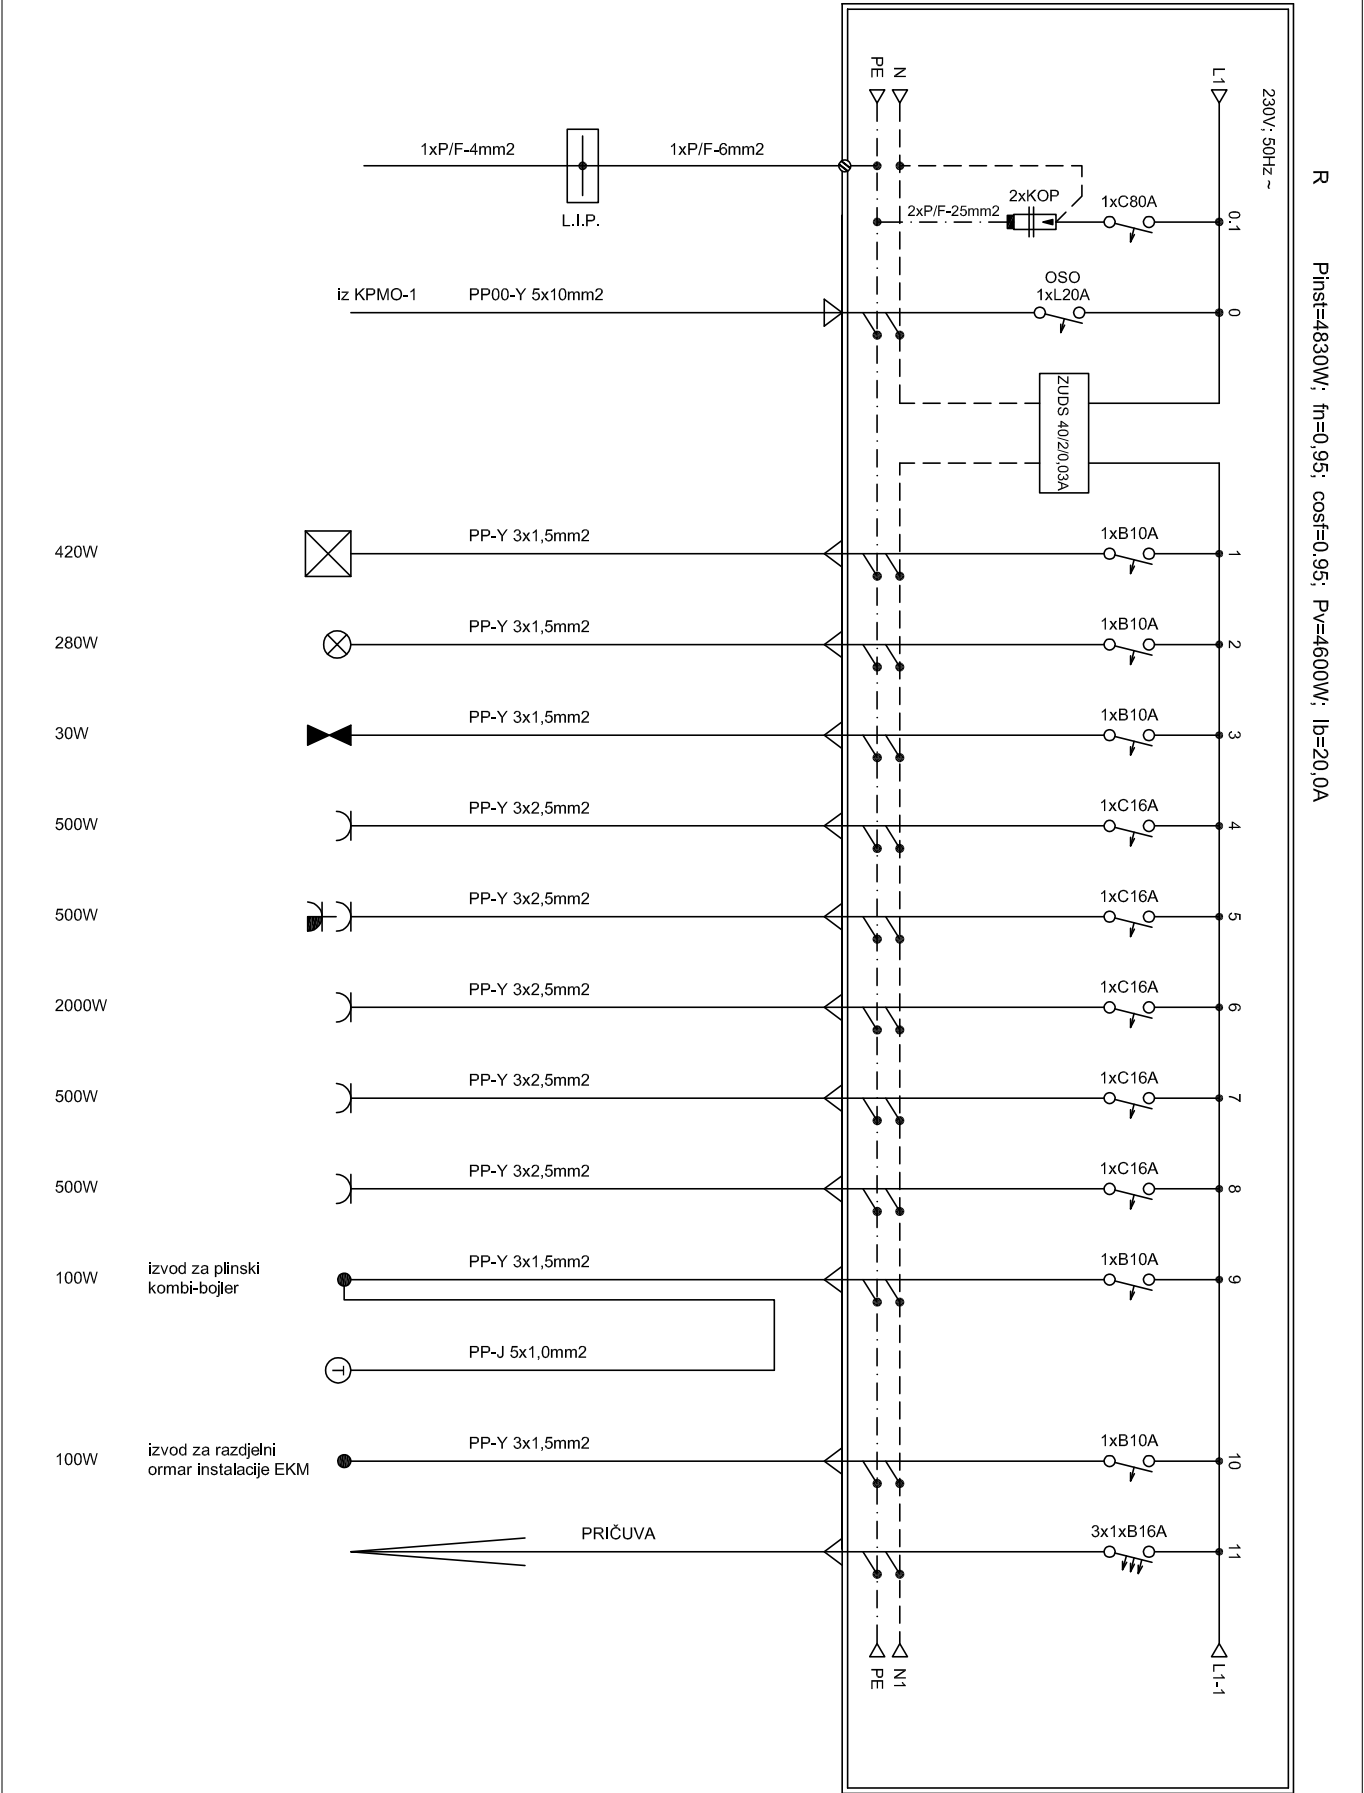 R Pinst=4830W; fn=0,95; cosf=0.95; Pv=4600W; Ib=20,0A
230V; 50Hz ~
PE N L1
1xP/F-4mm2 1xP/F-6mm2
L.I.P.
2xP/F-25mm2 2xKOP 1xC80A 0.1
iz KPMO-1 PP00-Y 5x10mm2 OSO
1xL20A 0
ZUDS 40/2/0,03A
420W PP-Y 3x1,5mm2 1xB10A 1
280W PP-Y 3x1,5mm2 1xB10A 2
30W PP-Y 3x1,5mm2 1xB10A 3
500W PP-Y 3x2,5mm2 1xC16A 4
500W PP-Y 3x2,5mm2 1xC16A 5
2000W PP-Y 3x2,5mm2 1xC16A 6
500W PP-Y 3x2,5mm2 1xC16A 7
500W PP-Y 3x2,5mm2 1xC16A 8
100W izvod za plinski
kombi-bojler PP-Y 3x1,5mm2 1xB10A 9
T PP-J 5x1,0mm2
100W izvod za razdjelni
ormar instalacije EKM PP-Y 3x1,5mm2 1xB10A 10
PRIČUVA 3x1xB16A 11
PE N1 L1-1